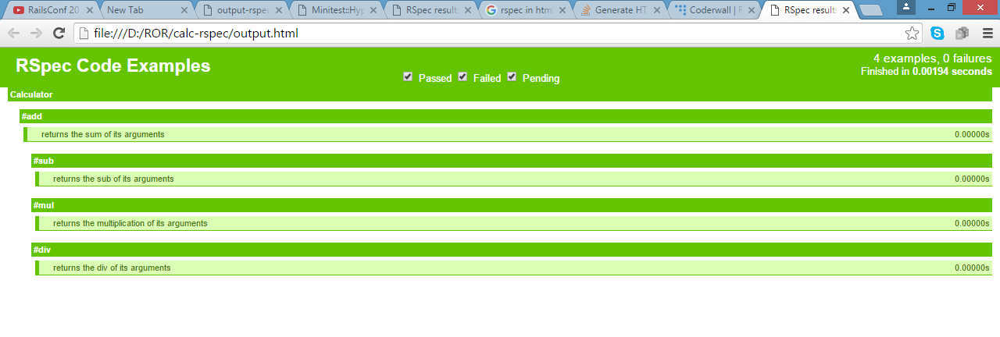 RailsConf 20
New Tab
output-rspec
Minitest::Hyp
RSpec results
rspec in html
Generate HT
Coderwall | R
RSpec results
file:///D:/ROR/calc-rspec/output.html
RSpec Code Examples
Passed Failed Pending
4 examples, 0 failures
Finished in 0.00194 seconds
Calculator
#add
returns the sum of its arguments 0.00000s
#sub
returns the sub of its arguments 0.00000s
#mul
returns the multiplication of its arguments 0.00000s
#div
returns the div of its arguments 0.00000s